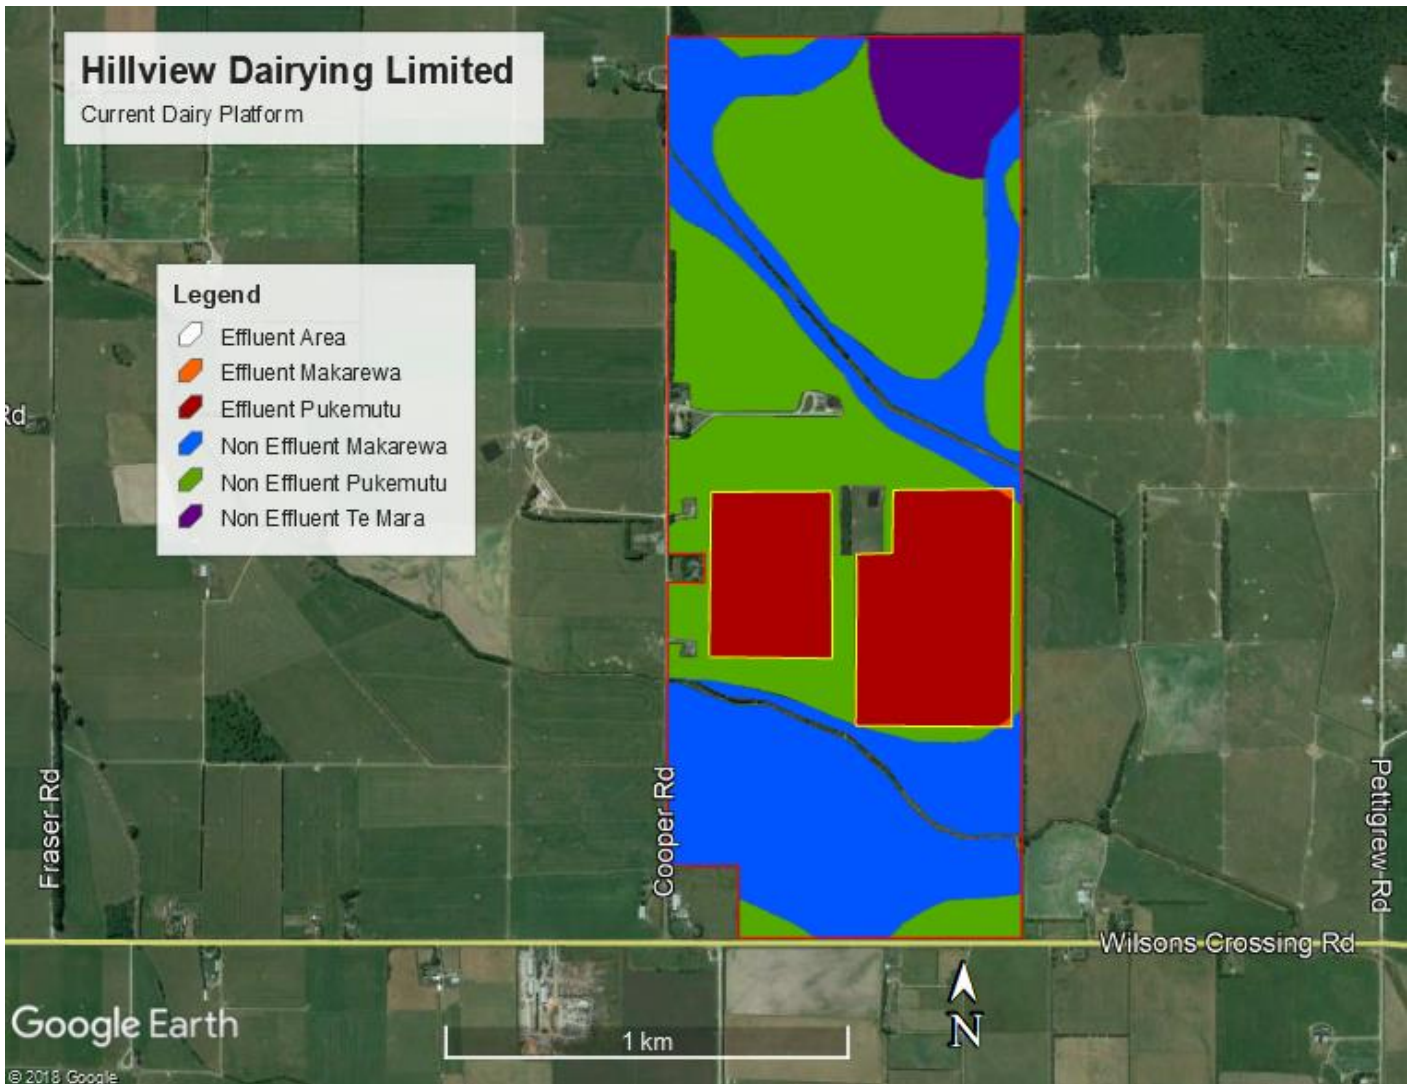 Hillview Dairying Limited
Current Dairy Platform
Legend
Effluent Area
Effluent Makarewa
Effluent Pukemutu
Non Effluent Makarewa
Non Effluent Pukemutu
Non Effluent Te Mara
Rd
Fraser Rd
Cooper Rd
Pettigrew Rd
Wilsons Crossing Rd
Google Earth
1 km
N
© 2018 Google